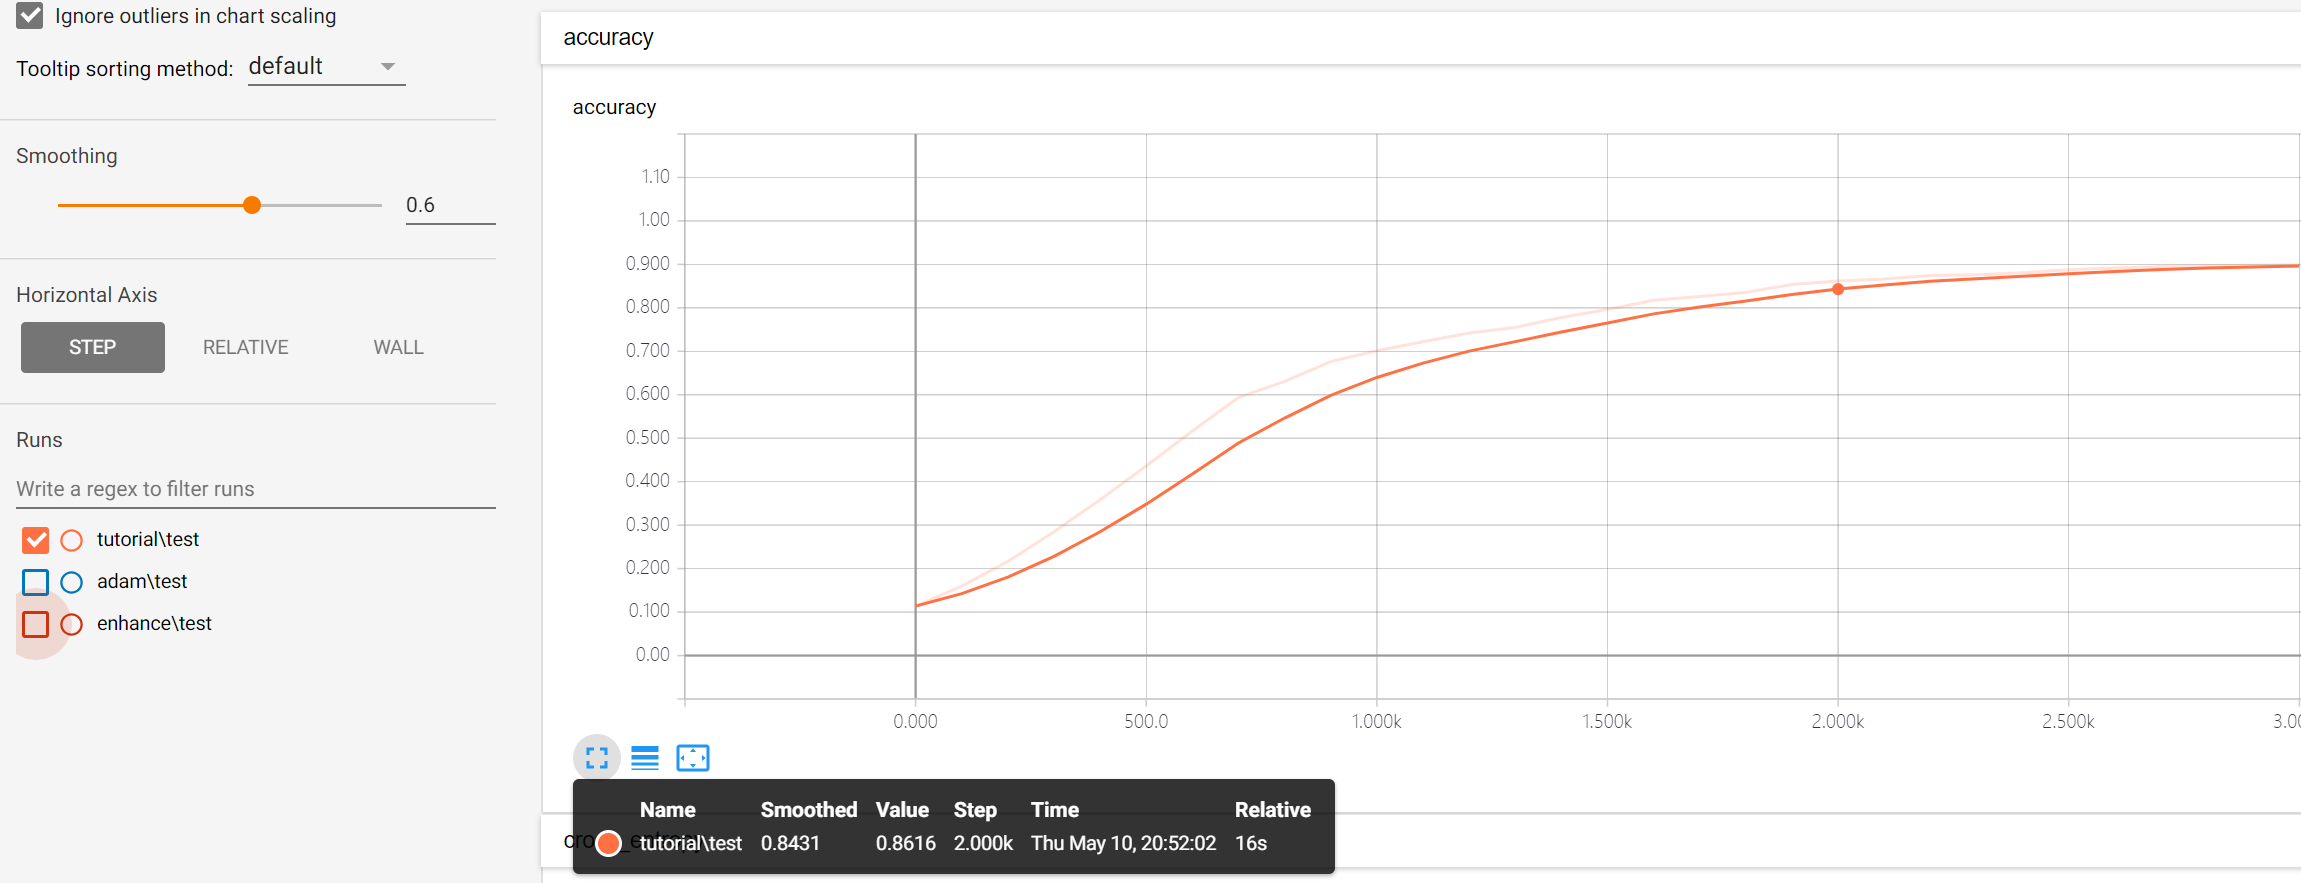 Ignore outliers in chart scaling
Tooltip sorting method: default
Smoothing
0.6
Horizontal Axis
STEP RELATIVE WALL
Runs
Write a regex to filter runs
tutorial\test
adam\test
enhance\test
accuracy
accuracy
1.10
1.00
0.900
0.800
0.700
0.600
0.500
0.400
0.300
0.200
0.100
0.00
0.000 500.0 1.000k 1.500k 2.000k 2.500k 3.00
Name Smoothed Value Step Time Relative
tutorial\test 0.8431 0.8616 2.000k Thu May 10, 20:52:02 16s